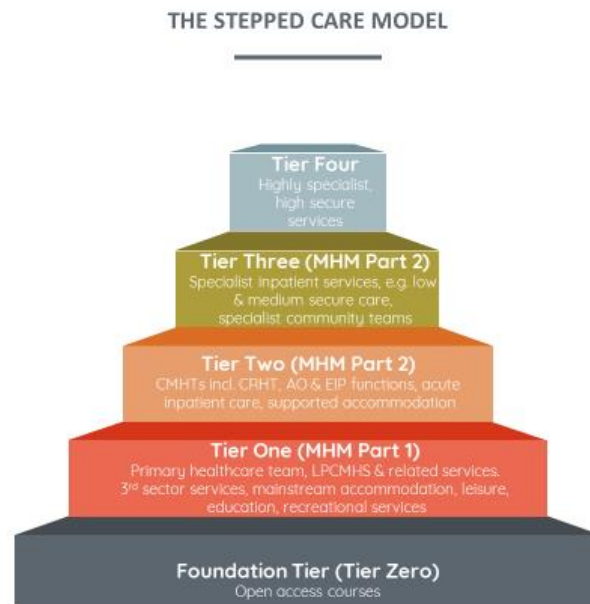 THE STEPPED CARE MODEL
Tier Four
Highly specialist,
high secure
services
Tier Three (MHM Part 2)
Specialist inpatient services, e.g. low
& medium secure care,
specialist community teams
Tier Two (MHM Part 2)
CMHTs incl. CRHT, AO & EIP functions, acute
inpatient care, supported accommodation
Tier One (MHM Part 1)
Primary healthcare team, LPCMHS & related services.
3rd sector services, mainstream accommodation, leisure,
education, recreational services
Foundation Tier (Tier Zero)
Open access courses